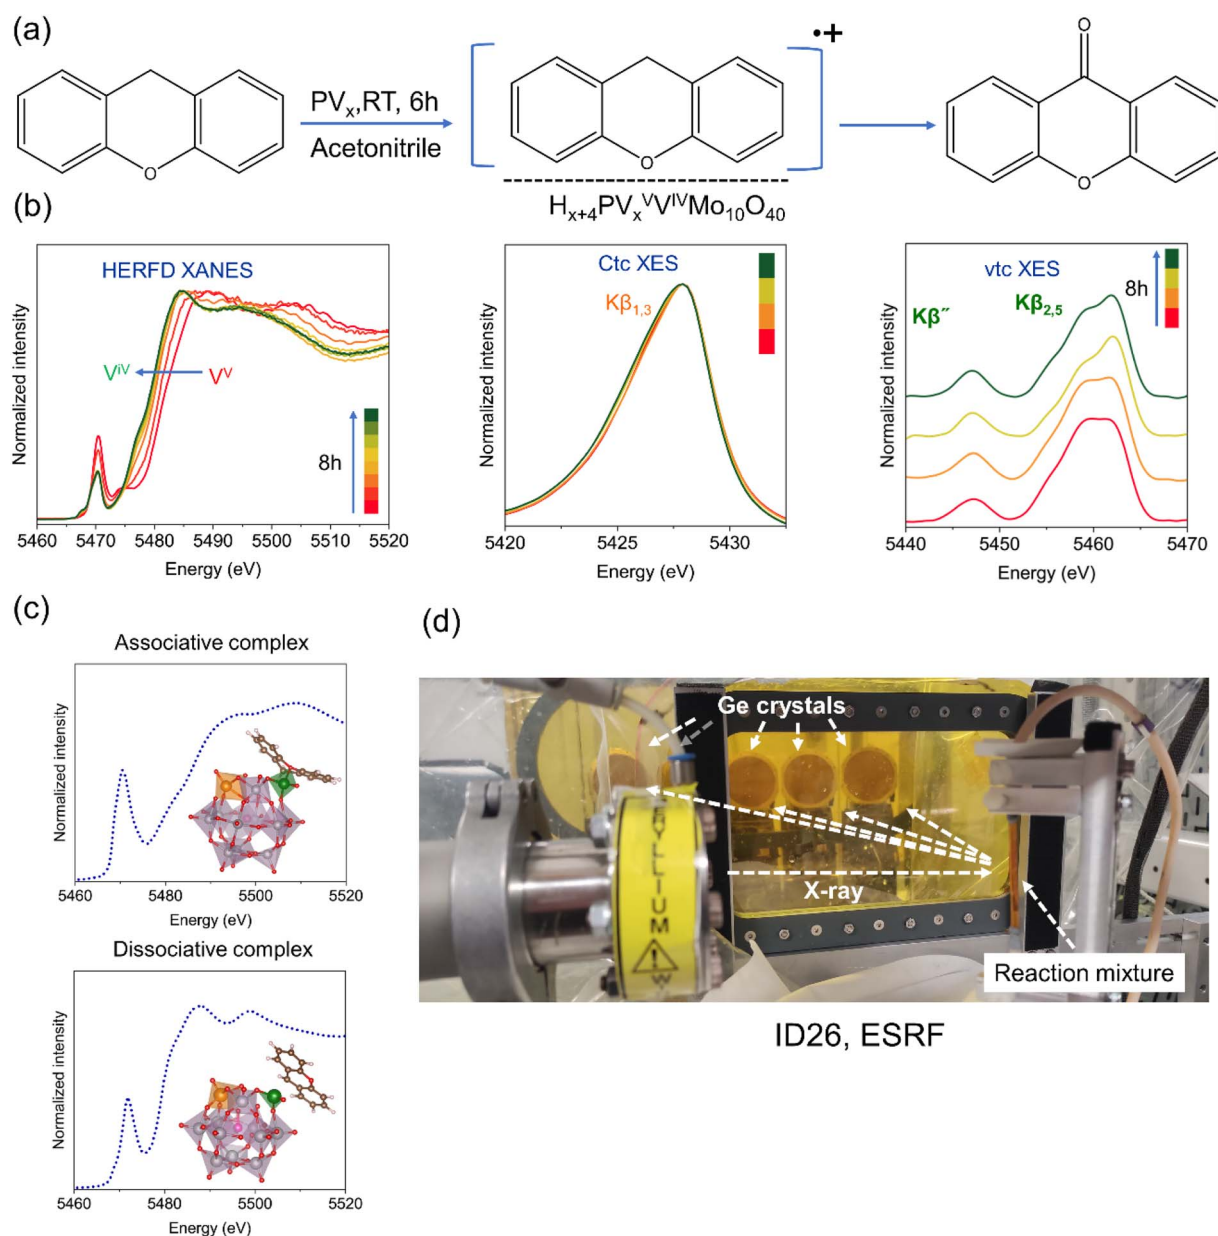 (a)
O
O
O
O
•+
PVx,RT, 6h
Acetonitrile
Hx+4PVxVVIVMo10O40
(b)
HERFD XANES
Normalized intensity
Viv
VV
8h
5460 5470 5480 5490 5500 5510 5520
Energy (eV)
Ctc XES
Kβ1,3
Normalized intensity
5420 5425 5430
Energy (eV)
vtc XES
Kβ″
Kβ2,5
8h
Normalized intensity
5440 5450 5460 5470
Energy (eV)
(c)
Associative complex
Normalized intensity
5460 5480 5500 5520
Energy (eV)
Dissociative complex
Normalized intensity
5460 5480 5500 5520
Energy (eV)
(d)
Ge crystals
X-ray
YLLIUM
W
Reaction mixture
ID26, ESRF